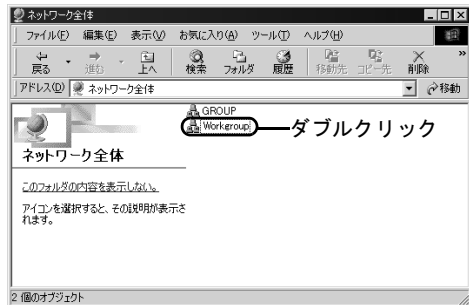 ネットワーク全体
ファイル(F) 編集(E) 表示(V) お気に入り(A) ツール(T) ヘルプ(H)
戻る 進む 上へ 検索 フォルダ 履歴 移動先 コピー先 削除 »
アドレス(D) ネットワーク全体 移動
GROUP
Workgroup ダブルクリック
ネットワーク全体
このフォルダの内容を表示しない。
アイコンを選択すると、その説明が表示さ
れます。
2 個のオブジェクト